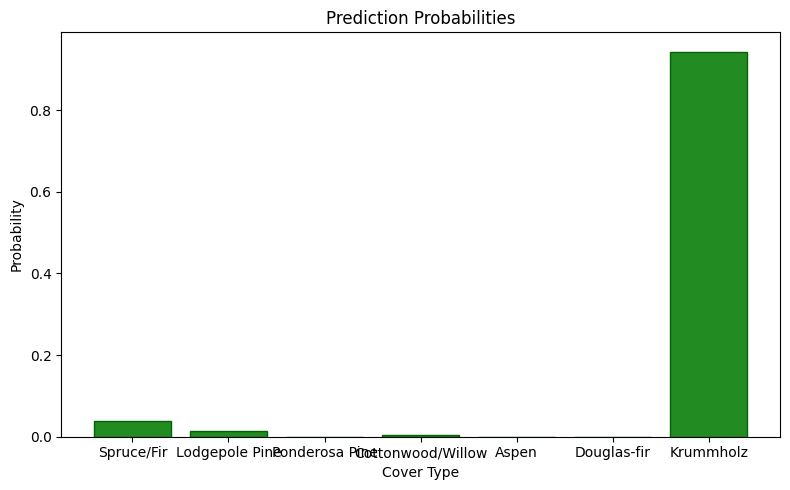 Prediction Probabilities
0.8
0.6
0.4
0.2
0.0
Probability
Spruce/Fir Lodgepole Pine Ponderosa Pine Cottonwood/Willow Aspen Douglas-fir Krummholz
Cover Type